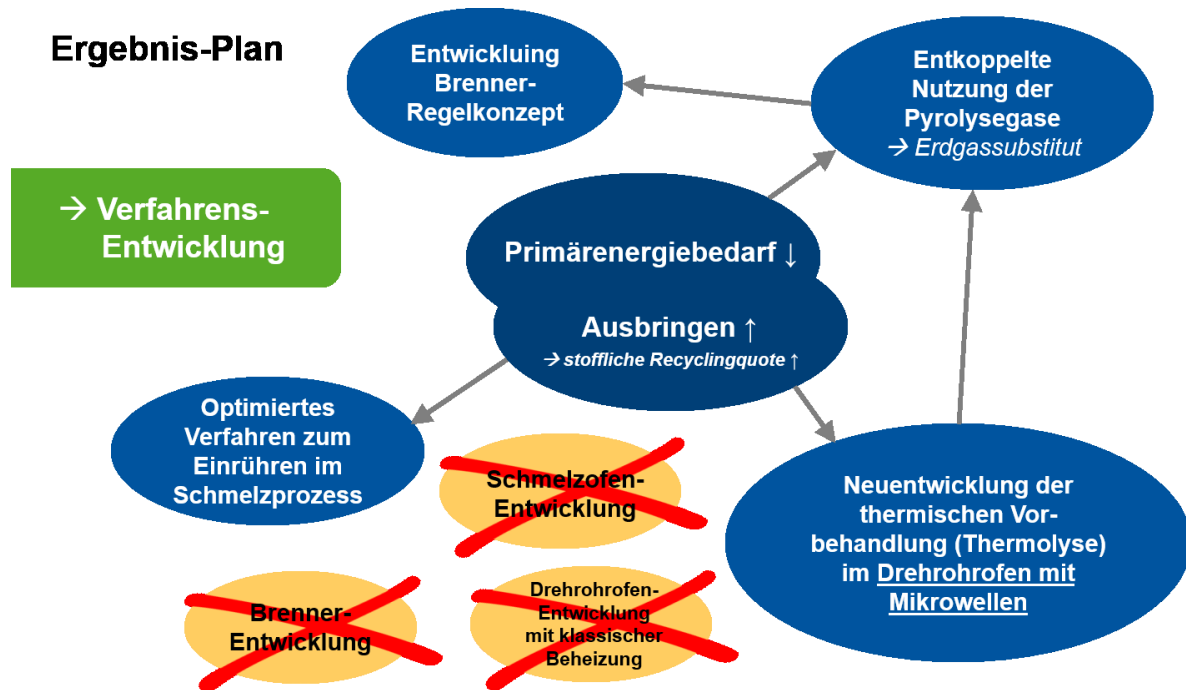 Ergebnis-Plan
Entwickluing
Brenner-
Regelkonzept
Entkoppelte
Nutzung der
Pyrolysegase
→ Erdgassubstitut
→ Verfahrens-
Entwicklung
Primärenergiebedarf ↓
Ausbringen ↑
→ stoffliche Recyclingquote ↑
Optimiertes
Verfahren zum
Einrühren im
Schmelzprozess
Schmelzofen-
Entwicklung
Neuentwicklung der
thermischen Vor-
behandlung (Thermolyse)
im Drehrohrofen mit
Mikrowellen
Brenner-
Entwicklung
Drehrohrofen-
Entwicklung
mit klassischer
Beheizung